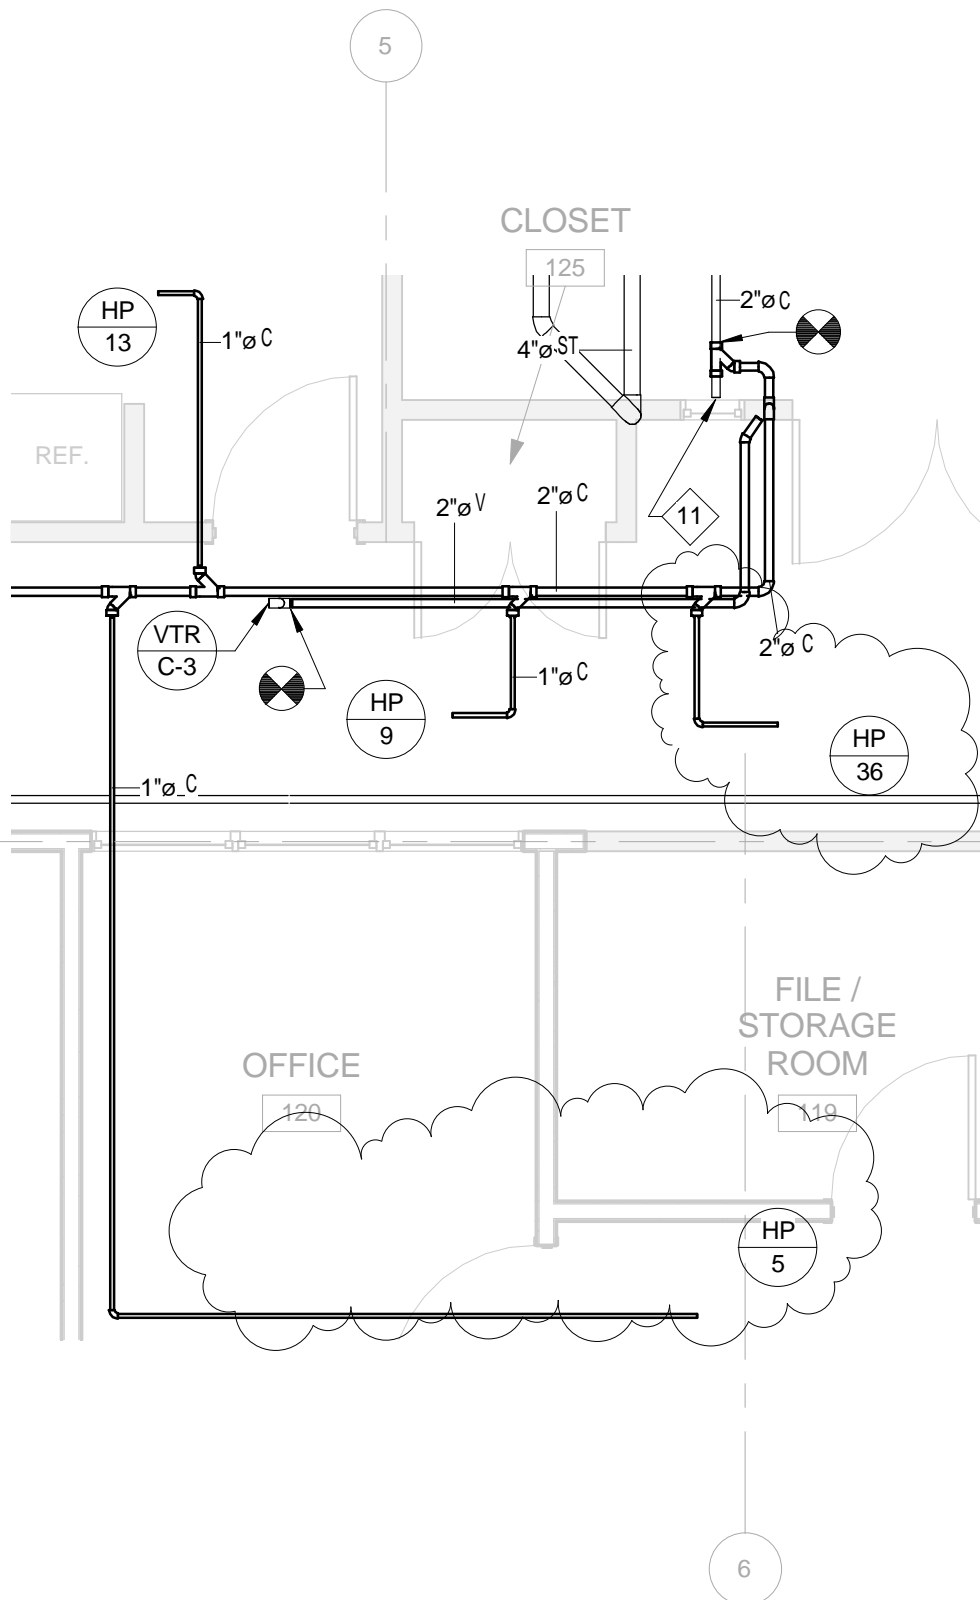 5
CLOSET
125
2"ø C
HP
13
1"ø C
4"ø ST
REF.
2"ø V
2"ø C
11
VTR
C-3
2"ø C
1"ø C
HP
9
HP
36
1"ø C
FILE /
STORAGE
ROOM
OFFICE
120
119
HP
5
6